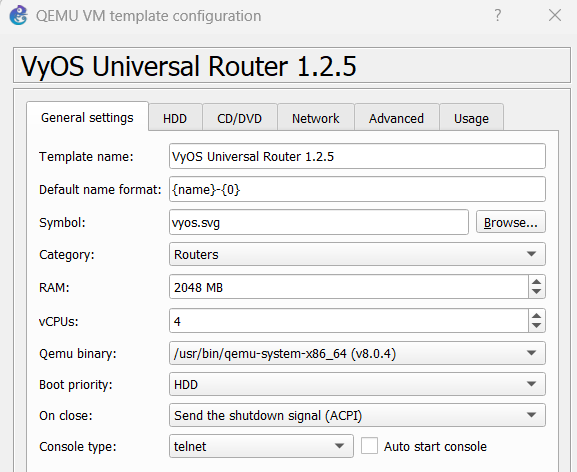 QEMU VM template configuration ? ×
VyOS Universal Router 1.2.5
General settings HDD CD/DVD Network Advanced Usage
Template name: VyOS Universal Router 1.2.5
Default name format: {name}-{0}
Symbol: vyos.svg Browse...
Category: Routers
RAM: 2048 MB
vCPUs: 4
Qemu binary: /usr/bin/qemu-system-x86_64 (v8.0.4)
Boot priority: HDD
On close: Send the shutdown signal (ACPI)
Console type: telnet Auto start console